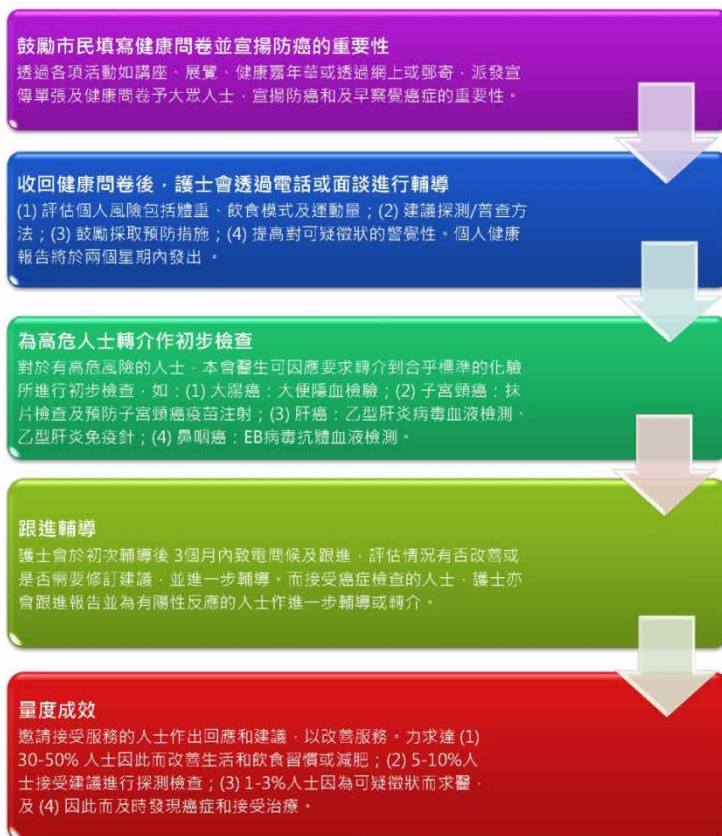 鼓勵市民填寫健康問卷並宣揚防癌的重要性
透過各項活動如講座、展覽、健康嘉年華或透過網上或郵寄，派發宣
傳單張及健康問卷予大眾人士，宣揚防癌和及早察覺癌症的重要性。
收回健康問卷後，護士會透過電話或面談進行輔導
(1) 評估個人風險包括體重、飲食模式及運動量；(2) 建議探測/普查方
法；(3) 鼓勵採取預防措施；(4) 提高對可疑徵狀的警覺性。個人健康
報告將於兩個星期內發出 。
為高危人士轉介作初步檢查
對於有高危風險的人士，本會醫生可因應要求轉介到合乎標準的化驗
所進行初步檢查，如：(1) 大腸癌：大便隱血檢驗；(2) 子宮頸癌：抹
片檢查及預防子宮頸癌疫苗注射；(3) 肝癌：乙型肝炎病毒血液檢測、
乙型肝炎免疫針；(4) 鼻咽癌：EB病毒抗體血液檢測。
跟進輔導
護士會於初次輔導後 3個月內致電問候及跟進，評估情況有否改善或
是否需要修訂建議，並進一步輔導。而接受癌症檢查的人士，護士亦
會跟進報告並為有陽性反應的人士作進一步輔導或轉介。
量度成效
邀請接受服務的人士作出回應和建議，以改善服務。力求達 (1)
30-50% 人士因此而改善生活和飲食習慣或減肥；(2) 5-10%人
士接受建議進行探測檢查；(3) 1-3%人士因為可疑徵狀而求醫，
及 (4) 因此而及時發現癌症和接受治療。